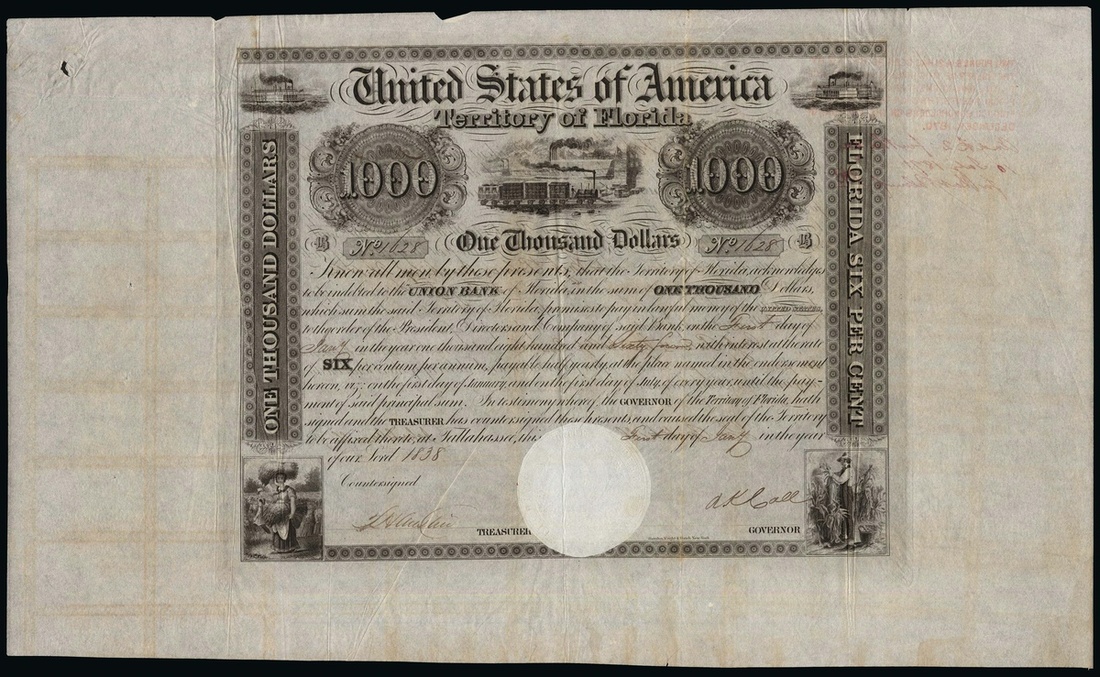 United States of America
Territory of Florida
1000
1000
ONE THOUSAND DOLLARS
FLORIDA SIX PER CENT
B No. 1628 One Thousand Dollars No. 1628 B
Know all men by these presents, that the Territory of Florida, acknowledges
to be indebted to the UNION BANK of Florida, in the sum of ONE THOUSAND Dollars,
which sum the said Territory of Florida, promises to pay in lawful money of the UNITED STATES,
to the order of the President, Directors and Company of said Bank, on the First day of
Jany in the year one thousand eight hundred and Sixty four, with interest at the rate
of SIX per centum per annum, payable half yearly at the place named in the endorsement
hereon, viz: on the first day of January, and on the first day of July, of every year, until the pay-
ment of said principal sum. In testimony whereof, the GOVERNOR of the Territory of Florida, hath
signed and the TREASURER has countersigned these presents, and caused the seal of the Territory
to be affixed thereto, at Tallahassee, this First day of Jany in the year
of our Lord 1838
Countersigned
TREASURER
R K Call
GOVERNOR